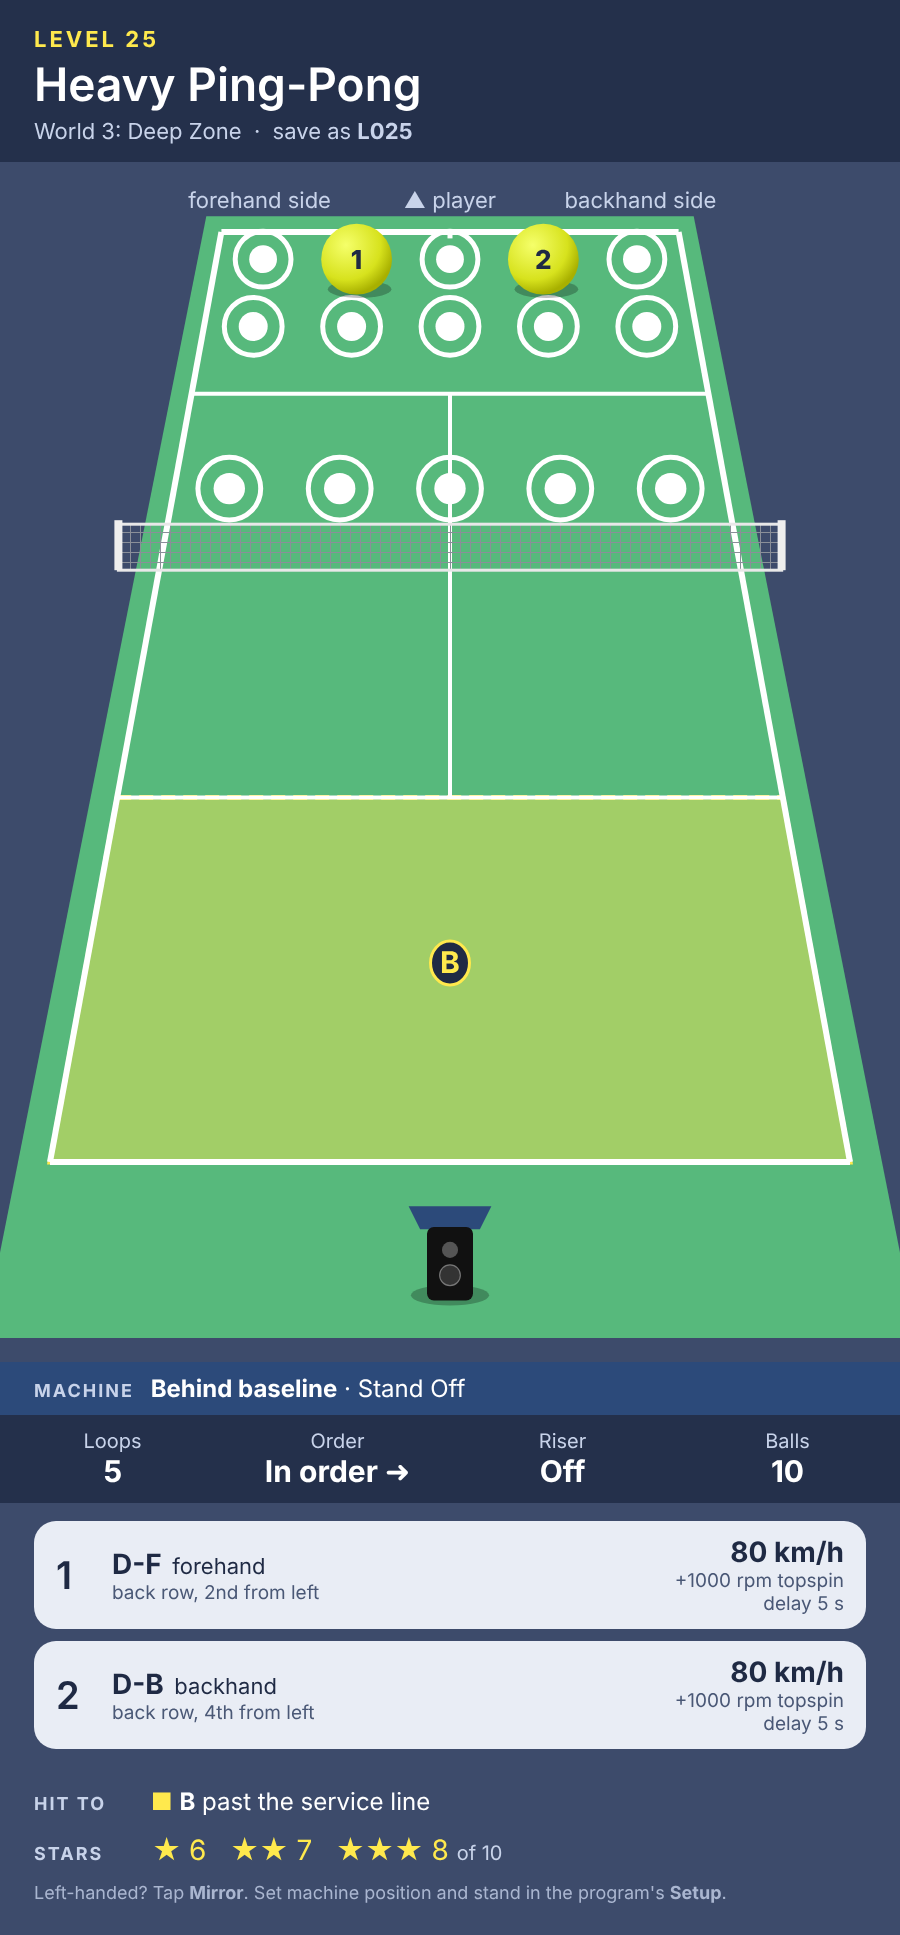 LEVEL 25
Heavy Ping-Pong
World 3: Deep Zone · save as L025
forehand side ▲ player backhand side
1 2
B
MACHINE Behind baseline · Stand Off
Loops Order Riser Balls
5 In order → Off 10
1 D-F forehand 80 km/h
back row, 2nd from left +1000 rpm topspin
delay 5 s
2 D-B backhand 80 km/h
back row, 4th from left +1000 rpm topspin
delay 5 s
HIT TO B past the service line
STARS ★ 6 ★★ 7 ★★★ 8 of 10
Left-handed? Tap Mirror. Set machine position and stand in the program's Setup.